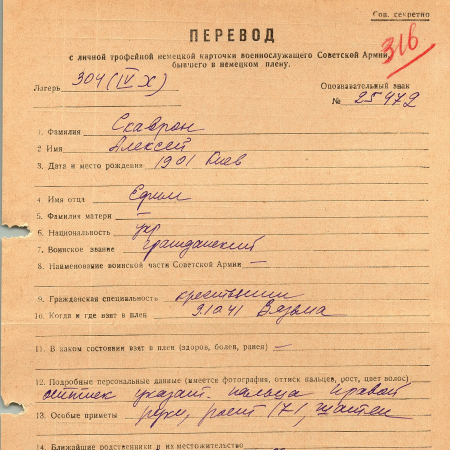 Сов. секретно
ПЕРЕВОД
316
с личной трофейной немецкой карточки военнослужащего Советской Армии,
бывшего в немецком плену.
Лагерь 304 (IV X)
Опознавательный знак
№ 25472
1. Фамилия Скаврон
2 Имя Алексей
3. Дата и место рождения 1901 Киев
4. Имя отца Ефим
5. Фамилия матери —
6. Национальность укр
7. Воинское звание гражданский
8. Наименование воинской части Советской Армии —
9. Гражданская специальность крестьянин
10. Когда и где взят в плен 9.10.41 Вязьма
11. В каком состоянии взят в плен (здоров, болен, ранен) —
12. Подробные персональные данные (имеется фотография, оттиск пальцев, рост, цвет волос)
оттиск указат. пальца правой
13. Особые приметы руки, рост 171, шатен
14. Ближайшие родственники и их местожительство